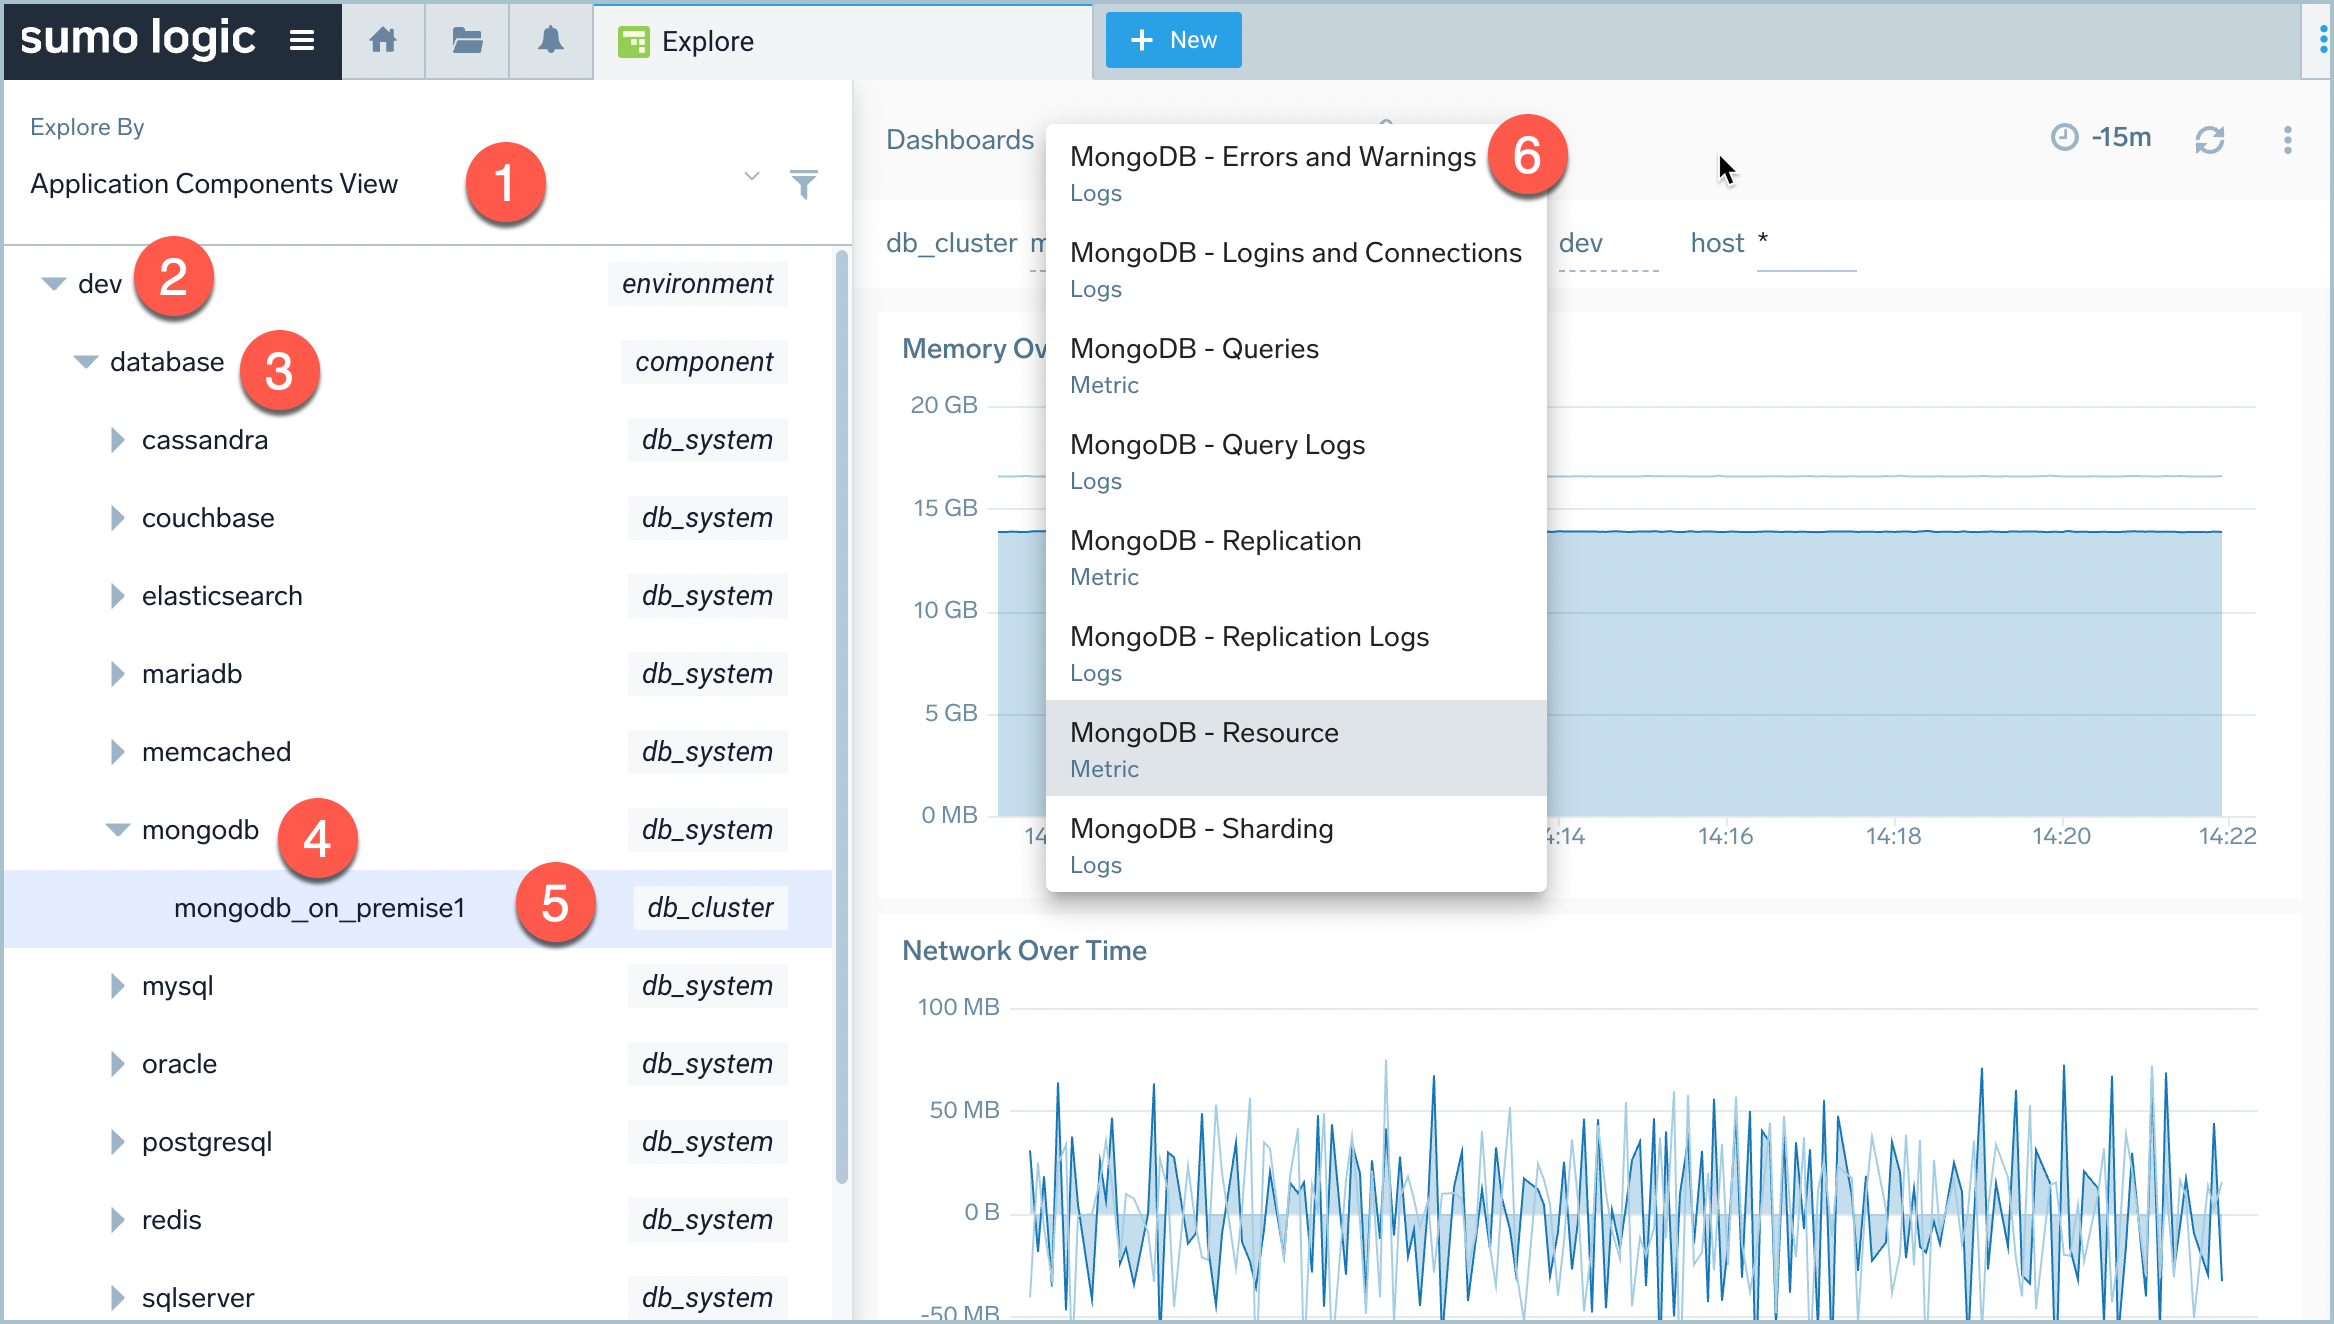 sumo logic
Explore
+ New
Explore By
Application Components View
1
dev
2
environment
database
3
component
cassandra
db_system
couchbase
db_system
elasticsearch
db_system
mariadb
db_system
memcached
db_system
mongodb
4
db_system
mongodb_on_premise1
5
db_cluster
mysql
db_system
oracle
db_system
postgresql
db_system
redis
db_system
sqlserver
db_system
Dashboards
-15m
MongoDB - Errors and Warnings
6
Logs
MongoDB - Logins and Connections
Logs
MongoDB - Queries
Metric
MongoDB - Query Logs
Logs
MongoDB - Replication
Metric
MongoDB - Replication Logs
Logs
MongoDB - Resource
Metric
MongoDB - Sharding
Logs
db_cluster
dev
host *
Memory
20 GB
15 GB
10 GB
5 GB
0 MB
14:16
14:18
14:20
14:22
Network Over Time
100 MB
50 MB
0 B
-50 MB